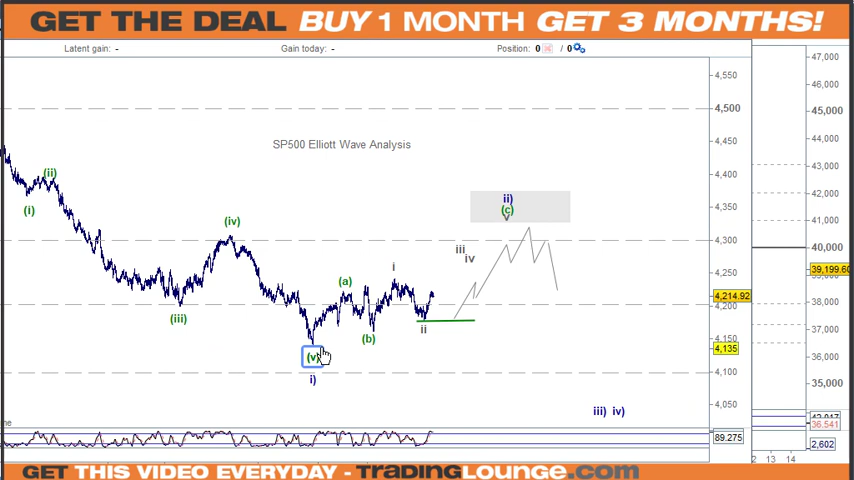 GET THE DEAL BUY 1 MONTH GET 3 MONTHS!
Latent gain: - Gain today: - Position: 0 / 0
47,000
4,550
4,500
45,000
SP500 Elliott Wave Analysis
4,450
44,000
4,400
43,000
(ii)
(i)
4,350
42,000
ii)
(c)
v
41,000
(iv)
4,300
40,000
iii
iv
4,250
39,199.60
i
(a)
4,214.92
38,000
4,200
(iii)
37,000
ii
(b)
4,150
4,135
36,000
(v)
i)
4,100
35,000
4,050
iii) iv)
me
42,017
36,541
89.275
2,602
2 13 14
GET THIS VIDEO EVERYDAY - TradingLounge.com